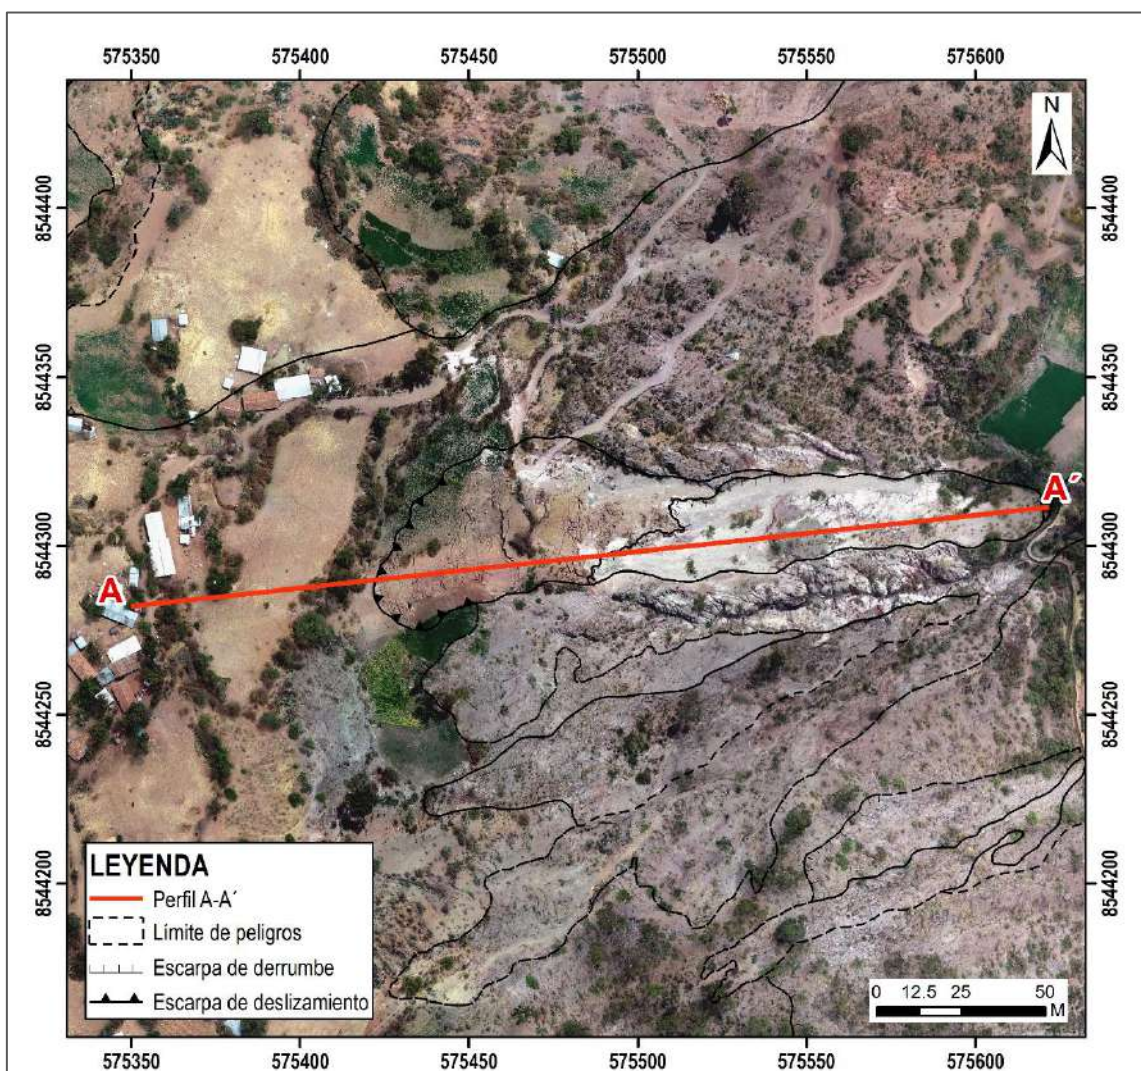 575350 575400 575450 575500 575550 575600
N
8544400 8544400
8544350 8544350
A´
8544300 8544300
A
8544250 8544250
8544200 8544200
LEYENDA
Perfil A-A´
Límite de peligros
Escarpa de derrumbe
Escarpa de deslizamiento
0 12.5 25 50
M
575350 575400 575450 575500 575550 575600